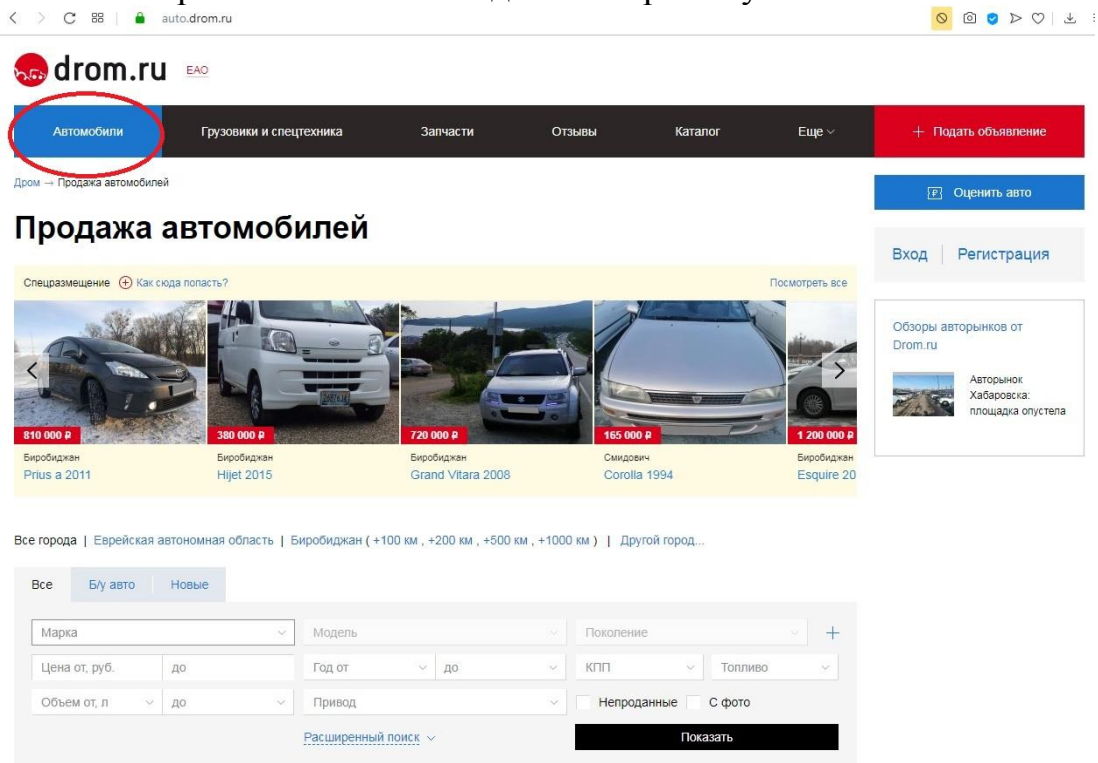 auto.drom.ru
drom.ru ЕАО
Автомобили Грузовики и спецтехника Запчасти Отзывы Каталог Еще + Подать объявление
Дром → Продажа автомобилей
Оценить авто
Продажа автомобилей
Вход Регистрация
Спецразмещение Как сюда попасть? Посмотреть все
810 000 ₽ 380 000 ₽ 720 000 ₽ 165 000 ₽ 1 200 000 ₽
Биробиджан Биробиджан Биробиджан Смидович Биробиджан
Prius a 2011 Hijet 2015 Grand Vitara 2008 Corolla 1994 Esquire 20
Обзоры авторынков от
Drom.ru
Авторынок
Хабаровска:
площадка опустела
Все города | Еврейская автономная область | Биробиджан ( +100 км , +200 км , +500 км , +1000 км ) | Другой город...
Все Б/у авто Новые
Марка Модель Поколение +
Цена от, руб. до Год от до КПП Топливо
Объем от, л до Привод Непроданные С фото
Расширенный поиск Показать